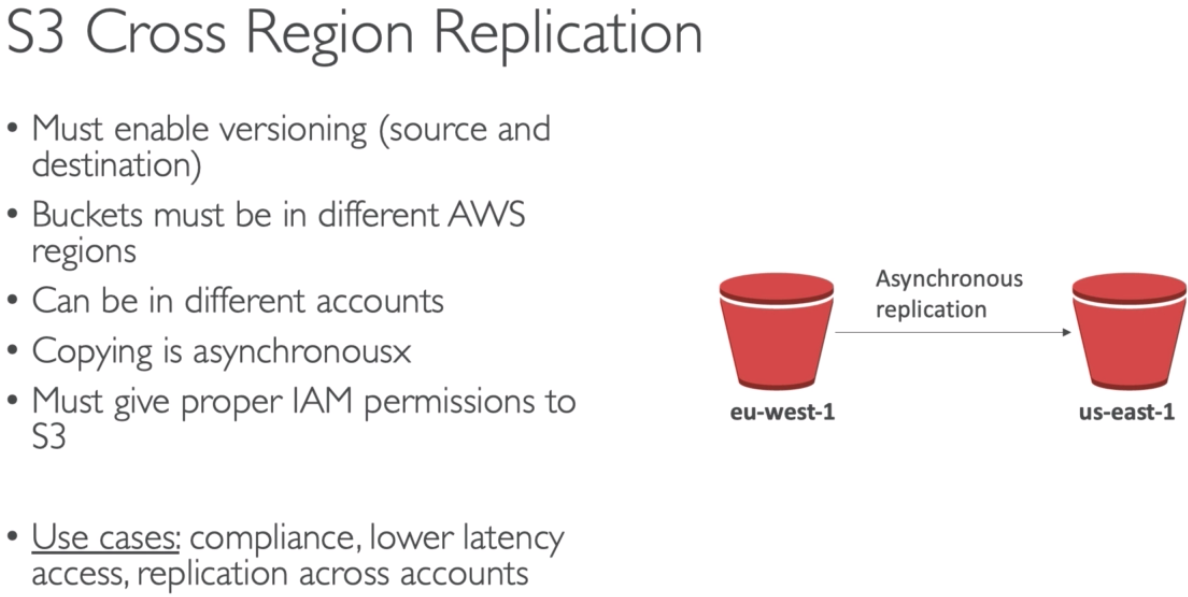 S3 Cross Region Replication
• Must enable versioning (source and
destination)
• Buckets must be in different AWS
regions
• Can be in different accounts
• Copying is asynchronousx
• Must give proper IAM permissions to
S3
• Use cases: compliance, lower latency
access, replication across accounts
Asynchronous
replication
eu-west-1
us-east-1